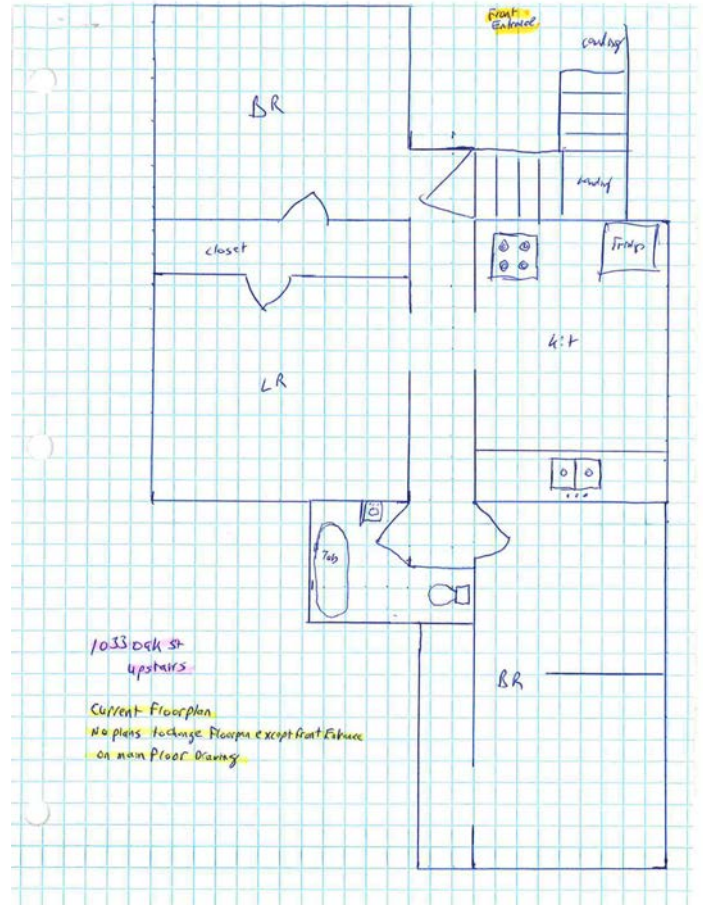 Front
Entrance
Landing
BR
Landing
closet
Fridge
Kit
LR
Tub
1033 Oak St
upstairs
BR
Current Floorplan
No plans to change Floorplan except front Entrance
on main Floor Drawing